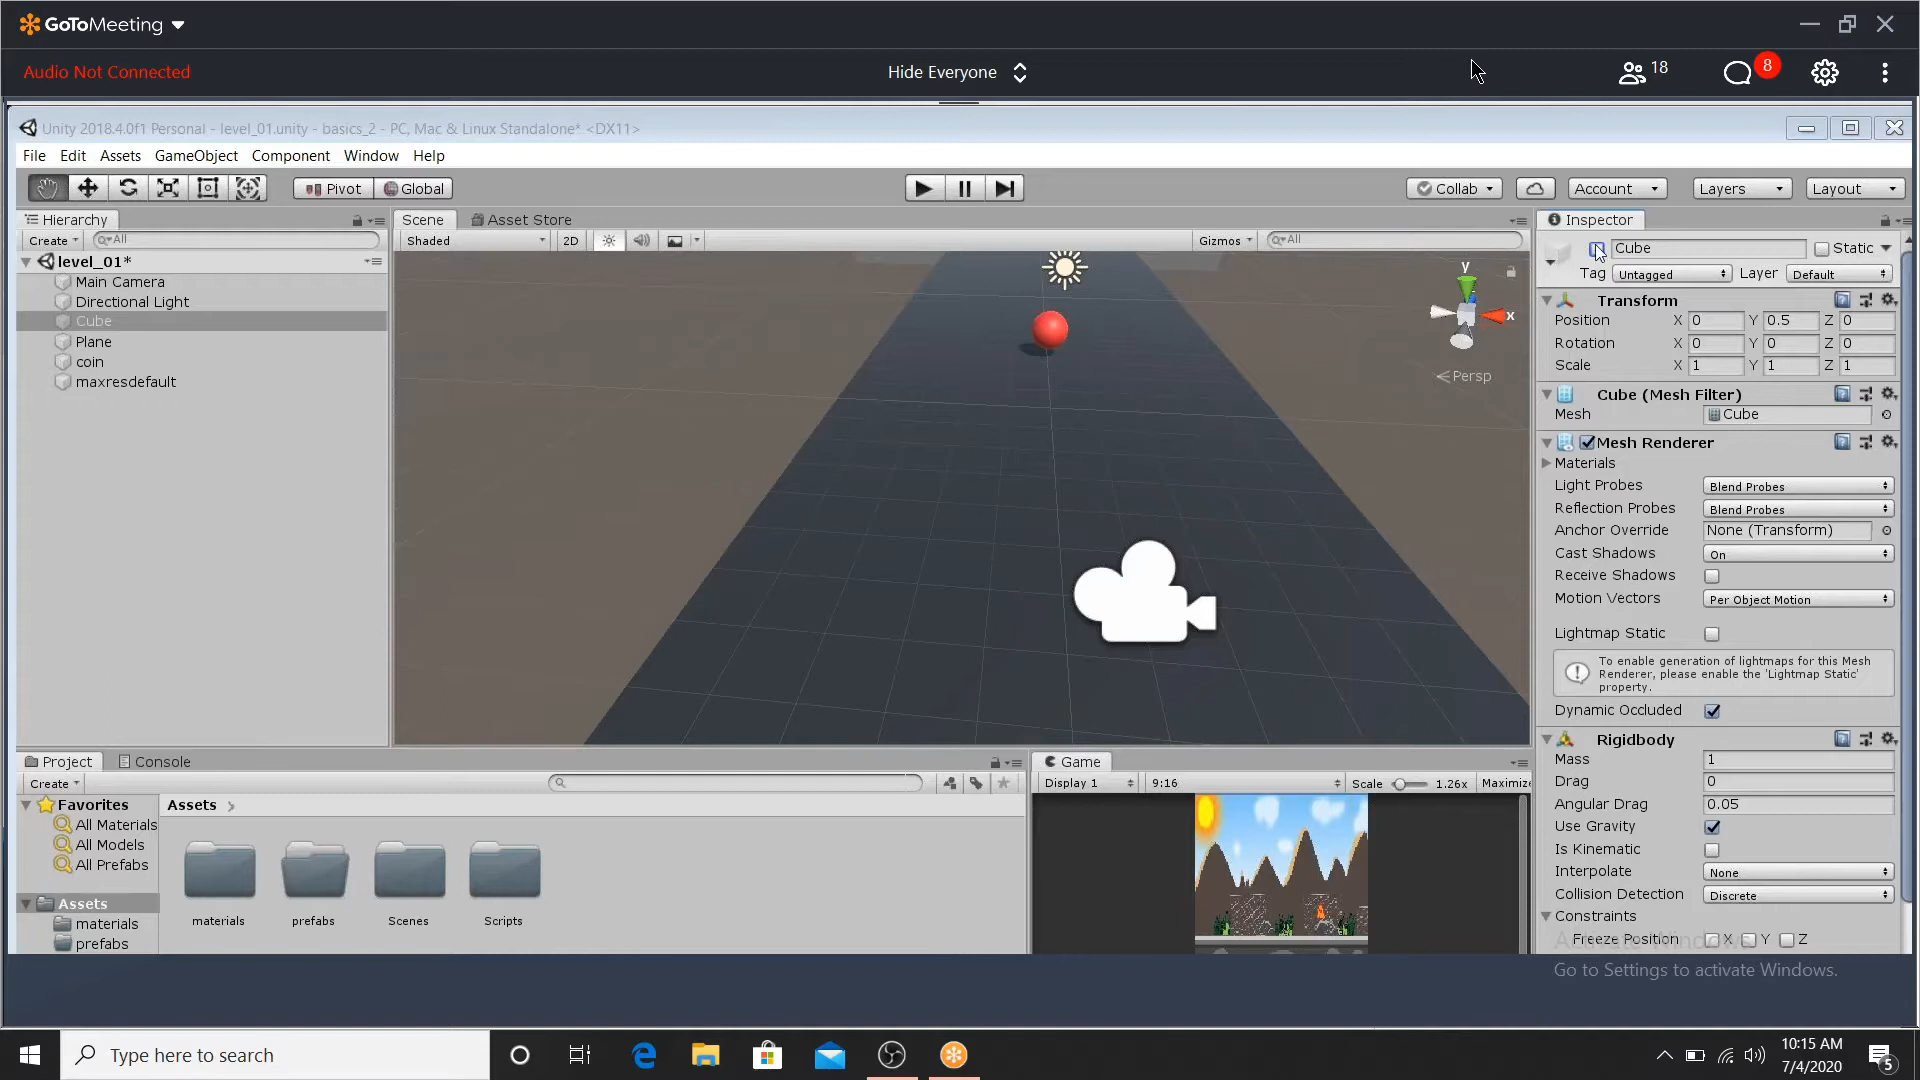 GoToMeeting
Audio Not Connected
Hide Everyone
18
8
Unity 2018.4.0f1 Personal - level_01.unity - basics_2 - PC, Mac & Linux Standalone* <DX11>
File Edit Assets GameObject Component Window Help
Pivot Global
Collab Account Layers Layout
Hierarchy
Create All
level_01*
Main Camera
Directional Light
Cube
Plane
coin
maxresdefault
Scene Asset Store
Shaded 2D Gizmos All
y
x
Persp
Inspector
Cube Static
Tag Untagged Layer Default
Transform
Position X 0 Y 0.5 Z 0
Rotation X 0 Y 0 Z 0
Scale X 1 Y 1 Z 1
Cube (Mesh Filter)
Mesh Cube
Mesh Renderer
Materials
Light Probes Blend Probes
Reflection Probes Blend Probes
Anchor Override None (Transform)
Cast Shadows On
Receive Shadows
Motion Vectors Per Object Motion
Lightmap Static
To enable generation of lightmaps for this Mesh
Renderer, please enable the 'Lightmap Static'
property.
Dynamic Occluded
Rigidbody
Mass 1
Drag 0
Angular Drag 0.05
Use Gravity
Is Kinematic
Interpolate None
Collision Detection Discrete
Constraints
Freeze Position X Y Z
Activate Windows
Go to Settings to activate Windows.
Project Console
Create
Favorites
All Materials
All Models
All Prefabs
Assets
materials
prefabs
Assets
materials prefabs Scenes Scripts
Game
Display 1 9:16 Scale 1.26x Maximiz
Type here to search
10:15 AM
7/4/2020
5